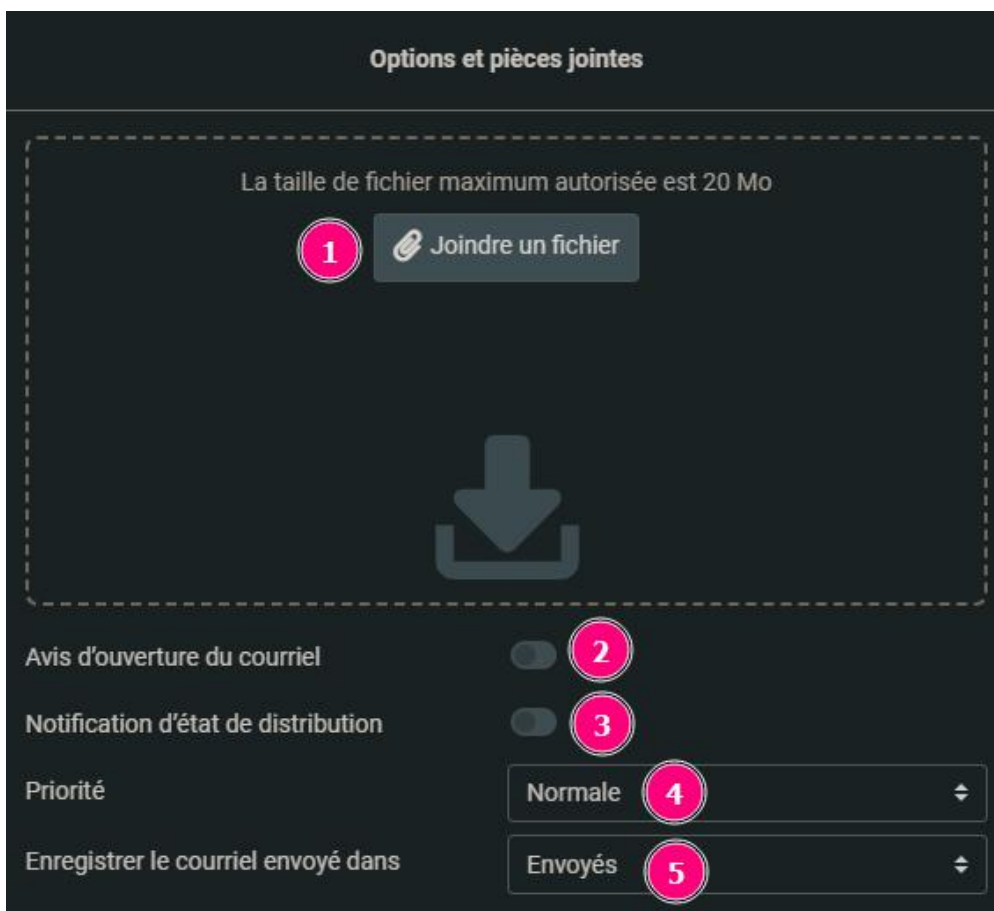 Options et pièces jointes
La taille de fichier maximum autorisée est 20 Mo
1 Joindre un fichier
Avis d’ouverture du courriel 2
Notification d’état de distribution 3
Priorité Normale 4
Enregistrer le courriel envoyé dans Envoyés 5